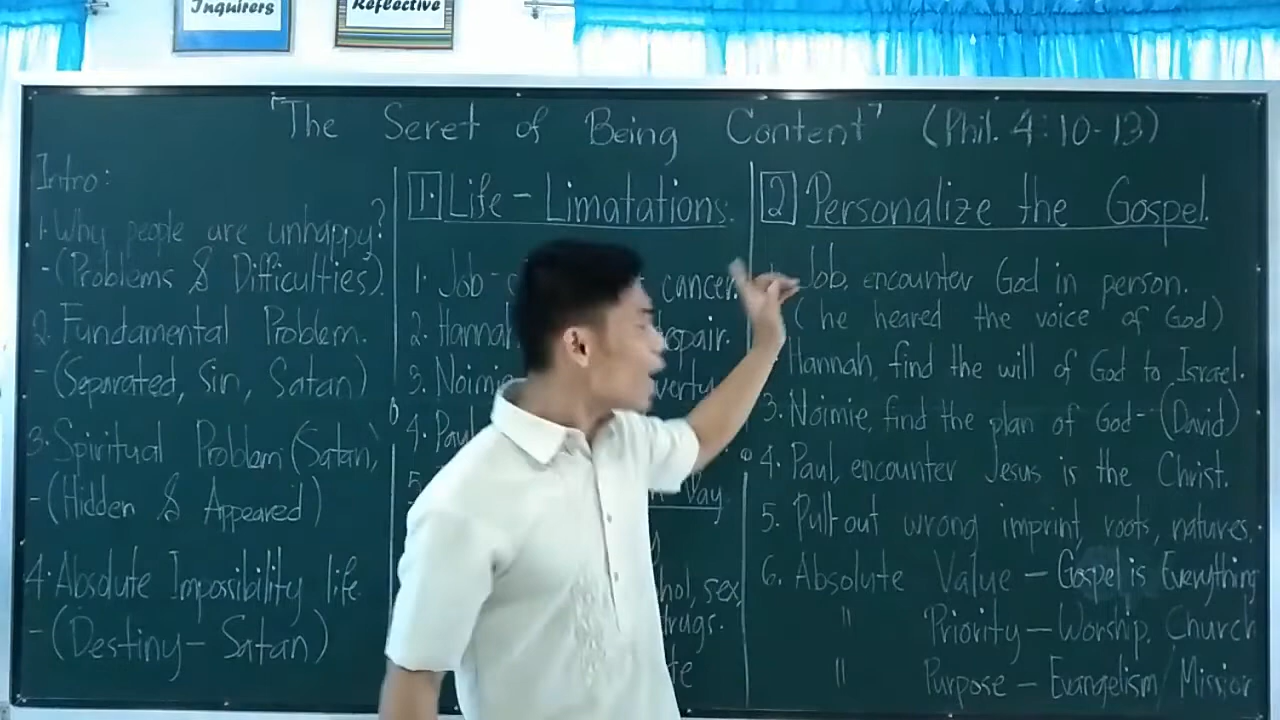 Inquirers
Reflective
"The Seret of Being Content" (Phil. 4:10-13)
Intro:
1. Why people are unhappy?
- (Problems & Difficulties).
2. Fundamental Problem.
- (Separated, Sin, Satan)
3. Spiritual Problem (Satan,
- (Hidden & Appeared)
4. Absolute Impossibility life
- (Destiny - Satan)
1. Life - Limatations.
1. Job - cancer.
2. Hannah
3. Noimie
4. Paul
5.
Way
sex,
2 Personalize the Gospel.
Job, encounter God in person.
(he heared the voice of God)
Hannah, find the will of God to Israel.
3. Noimie, find the plan of God - (David)
4. Paul, encounter Jesus is the Christ.
5. Pull-out wrong imprint, roots, natures.
6. Absolute Value - Gospel is Everything
" Priority - Worship, Church
" Purpose - Evangelism/Mission